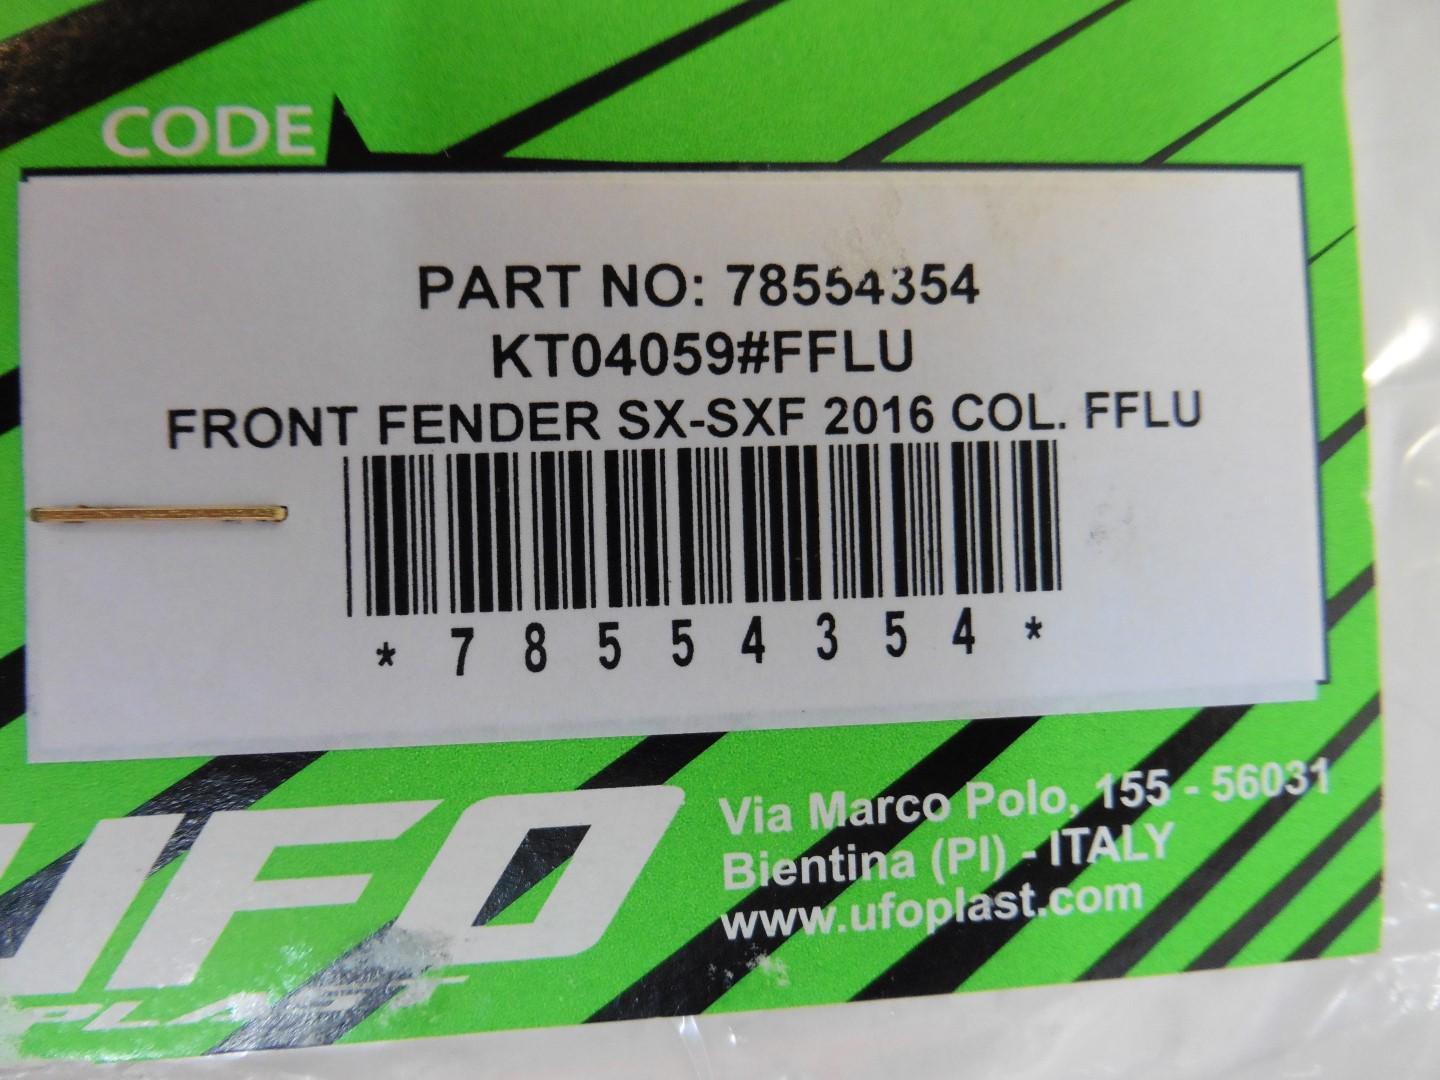 CODE
PART NO: 78554354
KT04059#FFLU
FRONT FENDER SX-SXF 2016 COL. FFLU
* 7 8 5 5 4 3 5 4 *
UFO
PLAST
Via Marco Polo, 155 - 56031
Bientina (PI) - ITALY
www.ufoplast.com